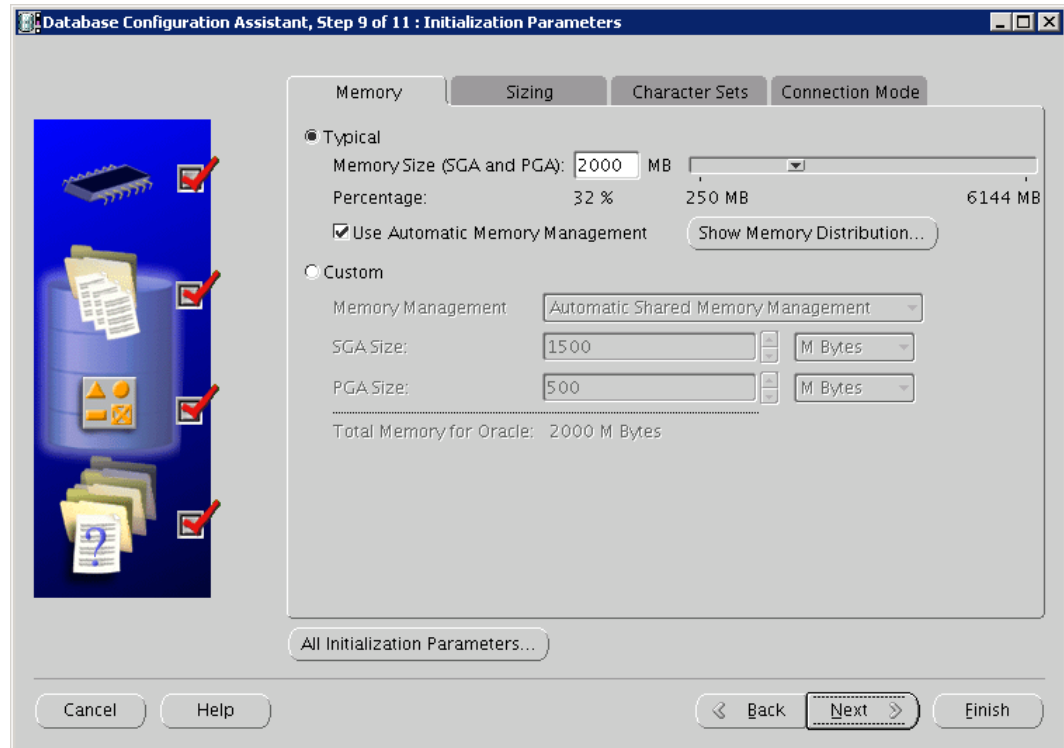 Database Configuration Assistant, Step 9 of 11 : Initialization Parameters
Memory Sizing Character Sets Connection Mode
Typical
Memory Size (SGA and PGA): 2000 MB
Percentage: 32 % 250 MB 6144 MB
Use Automatic Memory Management Show Memory Distribution...
Custom
Memory Management Automatic Shared Memory Management
SGA Size: 1500 M Bytes
PGA Size: 500 M Bytes
Total Memory for Oracle: 2000 M Bytes
?
All Initialization Parameters...
Cancel Help Back Next Finish